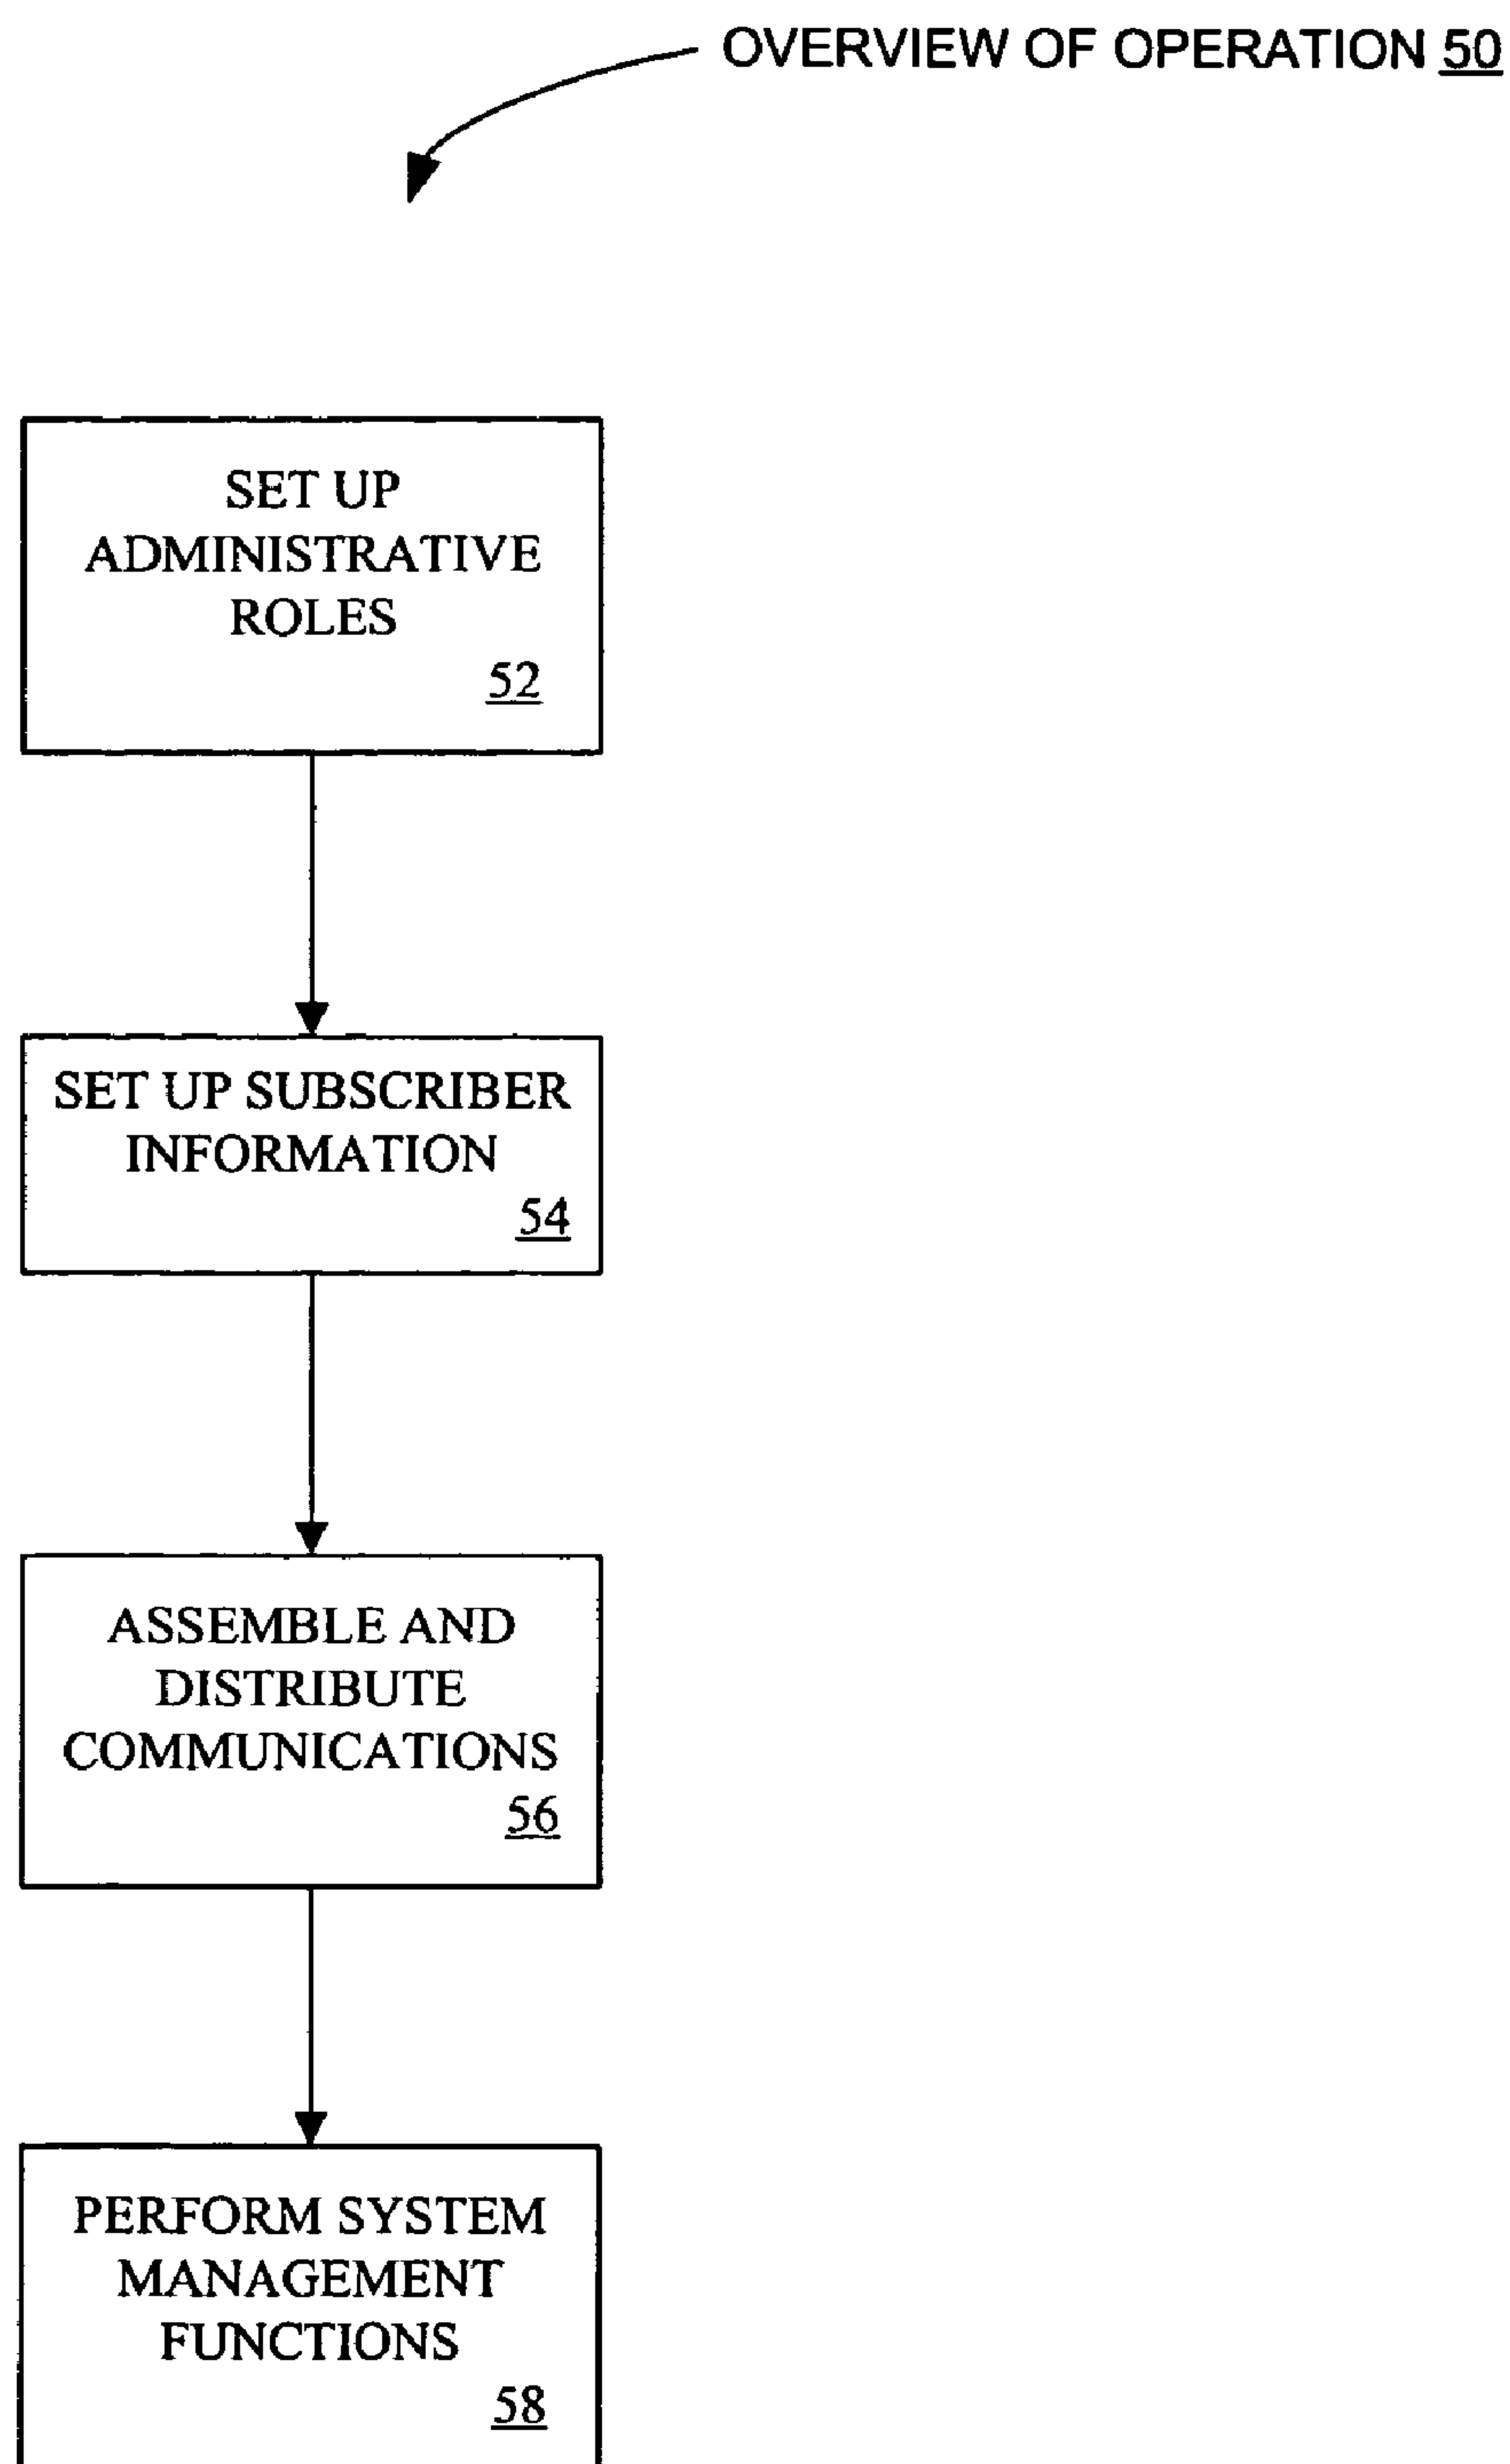 OVERVIEW OF OPERATION 50
SET UP
ADMINISTRATIVE
ROLES
52
SET UP SUBSCRIBER
INFORMATION
54
ASSEMBLE AND
DISTRIBUTE
COMMUNICATIONS
56
PERFORM SYSTEM
MANAGEMENT
FUNCTIONS
58